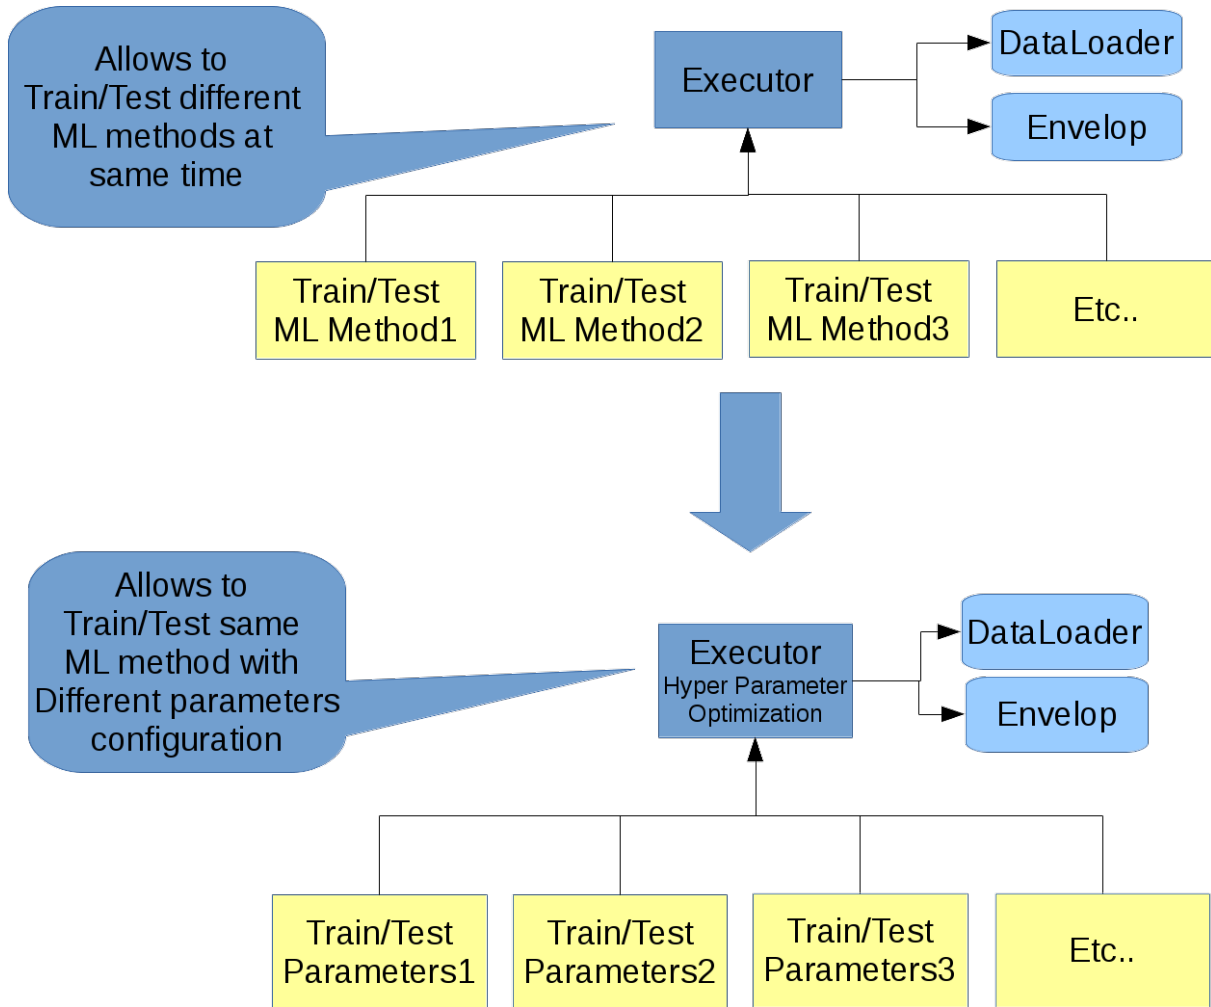 Allows to
Train/Test different
ML methods at
same time
Executor
DataLoader
Envelop
Train/Test
ML Method1
Train/Test
ML Method2
Train/Test
ML Method3
Etc..
Allows to
Train/Test same
ML method with
Different parameters
configuration
Executor
Hyper Parameter
Optimization
DataLoader
Envelop
Train/Test
Parameters1
Train/Test
Parameters2
Train/Test
Parameters3
Etc..